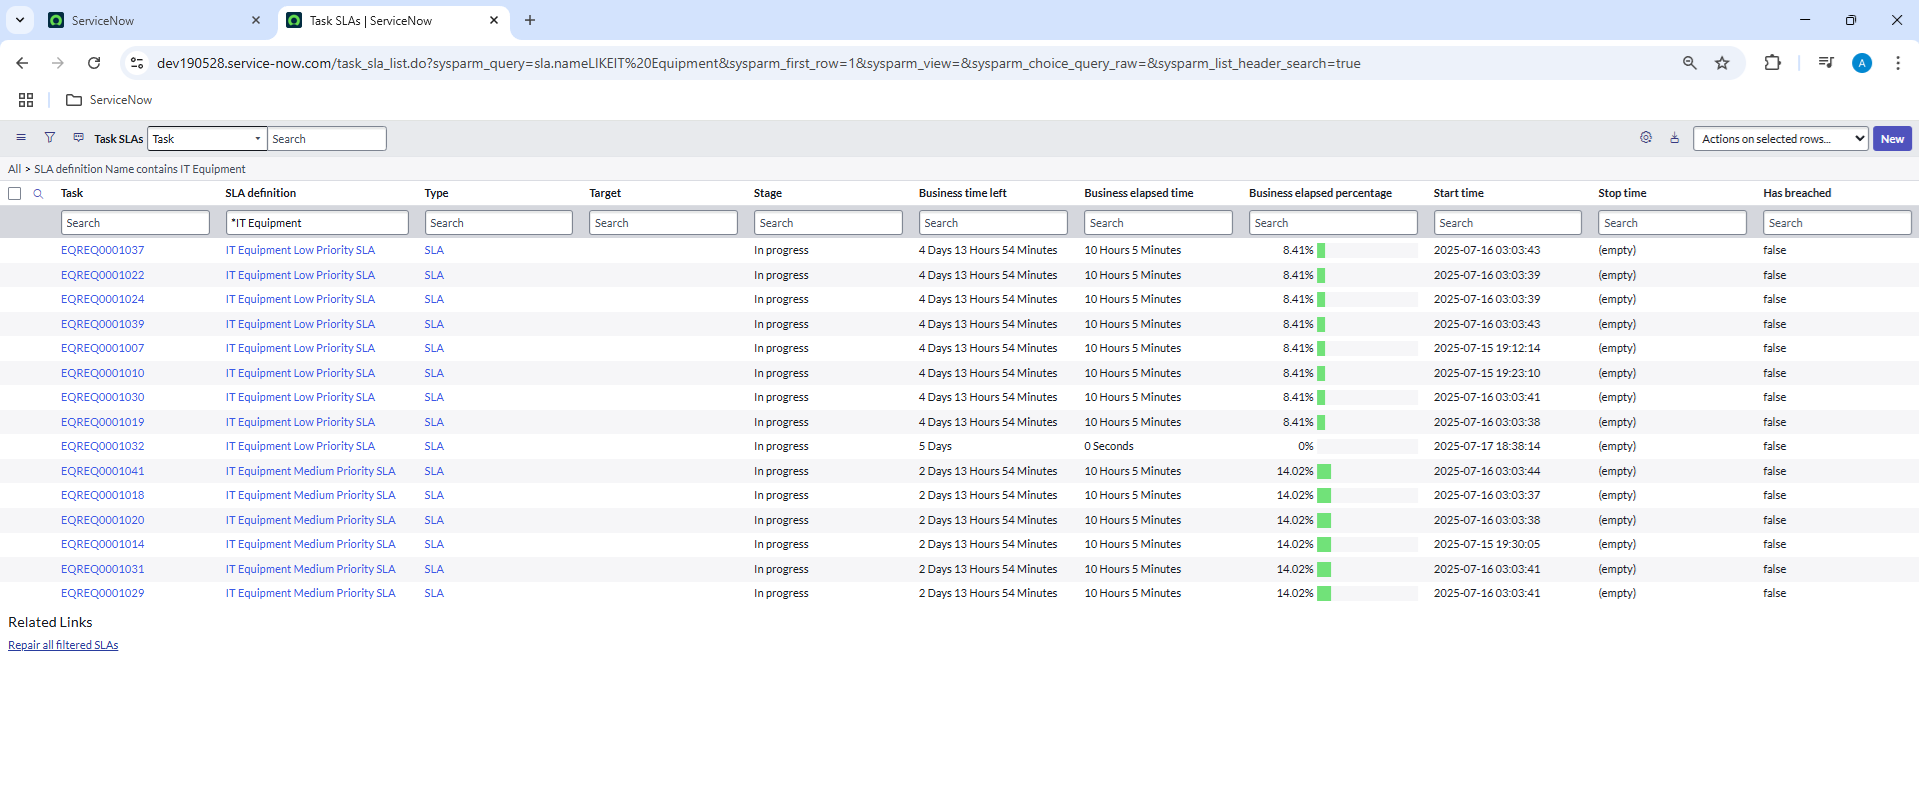 ServiceNow
Task SLAs | ServiceNow
dev190528.service-now.com/task_sla_list.do?sysparm_query=sla.nameLIKEIT%20Equipment&sysparm_first_row=1&sysparm_view=&sysparm_choice_query_raw=&sysparm_list_header_search=true
A
ServiceNow
Task SLAs Task Search Actions on selected rows... New
All > SLA definition Name contains IT Equipment
Task SLA definition Type Target Stage Business time left Business elapsed time Business elapsed percentage Start time Stop time Has breached
Search *IT Equipment Search Search Search Search Search Search Search Search Search
EQREQ0001037 IT Equipment Low Priority SLA SLA In progress 4 Days 13 Hours 54 Minutes 10 Hours 5 Minutes 8.41% 2025-07-16 03:03:43 (empty) false
EQREQ0001022 IT Equipment Low Priority SLA SLA In progress 4 Days 13 Hours 54 Minutes 10 Hours 5 Minutes 8.41% 2025-07-16 03:03:39 (empty) false
EQREQ0001024 IT Equipment Low Priority SLA SLA In progress 4 Days 13 Hours 54 Minutes 10 Hours 5 Minutes 8.41% 2025-07-16 03:03:39 (empty) false
EQREQ0001039 IT Equipment Low Priority SLA SLA In progress 4 Days 13 Hours 54 Minutes 10 Hours 5 Minutes 8.41% 2025-07-16 03:03:43 (empty) false
EQREQ0001007 IT Equipment Low Priority SLA SLA In progress 4 Days 13 Hours 54 Minutes 10 Hours 5 Minutes 8.41% 2025-07-15 19:12:14 (empty) false
EQREQ0001010 IT Equipment Low Priority SLA SLA In progress 4 Days 13 Hours 54 Minutes 10 Hours 5 Minutes 8.41% 2025-07-15 19:23:10 (empty) false
EQREQ0001030 IT Equipment Low Priority SLA SLA In progress 4 Days 13 Hours 54 Minutes 10 Hours 5 Minutes 8.41% 2025-07-16 03:03:41 (empty) false
EQREQ0001019 IT Equipment Low Priority SLA SLA In progress 4 Days 13 Hours 54 Minutes 10 Hours 5 Minutes 8.41% 2025-07-16 03:03:38 (empty) false
EQREQ0001032 IT Equipment Low Priority SLA SLA In progress 5 Days 0 Seconds 0% 2025-07-17 18:38:14 (empty) false
EQREQ0001041 IT Equipment Medium Priority SLA SLA In progress 2 Days 13 Hours 54 Minutes 10 Hours 5 Minutes 14.02% 2025-07-16 03:03:44 (empty) false
EQREQ0001018 IT Equipment Medium Priority SLA SLA In progress 2 Days 13 Hours 54 Minutes 10 Hours 5 Minutes 14.02% 2025-07-16 03:03:37 (empty) false
EQREQ0001020 IT Equipment Medium Priority SLA SLA In progress 2 Days 13 Hours 54 Minutes 10 Hours 5 Minutes 14.02% 2025-07-16 03:03:38 (empty) false
EQREQ0001014 IT Equipment Medium Priority SLA SLA In progress 2 Days 13 Hours 54 Minutes 10 Hours 5 Minutes 14.02% 2025-07-15 19:30:05 (empty) false
EQREQ0001031 IT Equipment Medium Priority SLA SLA In progress 2 Days 13 Hours 54 Minutes 10 Hours 5 Minutes 14.02% 2025-07-16 03:03:41 (empty) false
EQREQ0001029 IT Equipment Medium Priority SLA SLA In progress 2 Days 13 Hours 54 Minutes 10 Hours 5 Minutes 14.02% 2025-07-16 03:03:41 (empty) false
Related Links
Repair all filtered SLAs